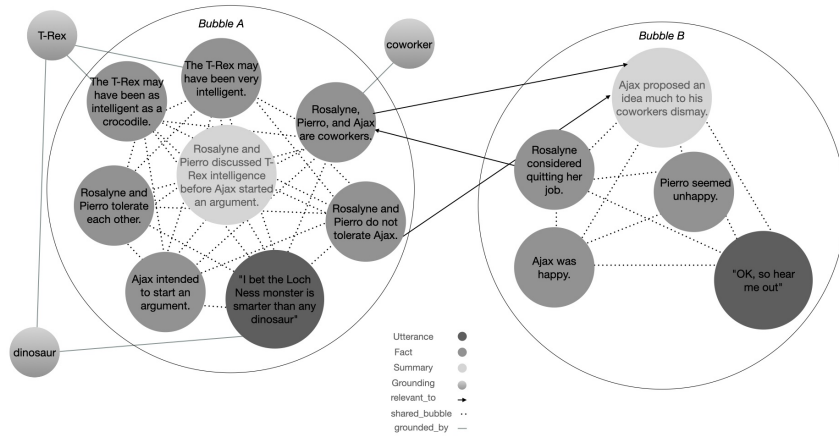 Bubble A
Bubble B
T-Rex
coworker
The T-Rex may
have been very
intelligent.
The T-Rex may
have been as
intelligent as a
crocodile.
Rosalyne,
Pierro, and Ajax
are coworkers.
Ajax proposed an
idea much to his
coworkers dismay.
Rosalyne and
Pierro discussed T-
Rex intelligence
before Ajax started
an argument.
Rosalyne
considered
quitting her
job.
Pierro seemed
unhappy.
Rosalyne and
Pierro tolerate
each other.
Rosalyne and
Pierro do not
tolerate Ajax.
Ajax intended
to start an
argument.
"I bet the Loch
Ness monster is
smarter than any
dinosaur"
Ajax was
happy.
"OK, so hear
me out"
dinosaur
Utterance
Fact
Summary
Grounding
relevant_to
shared_bubble
grounded_by